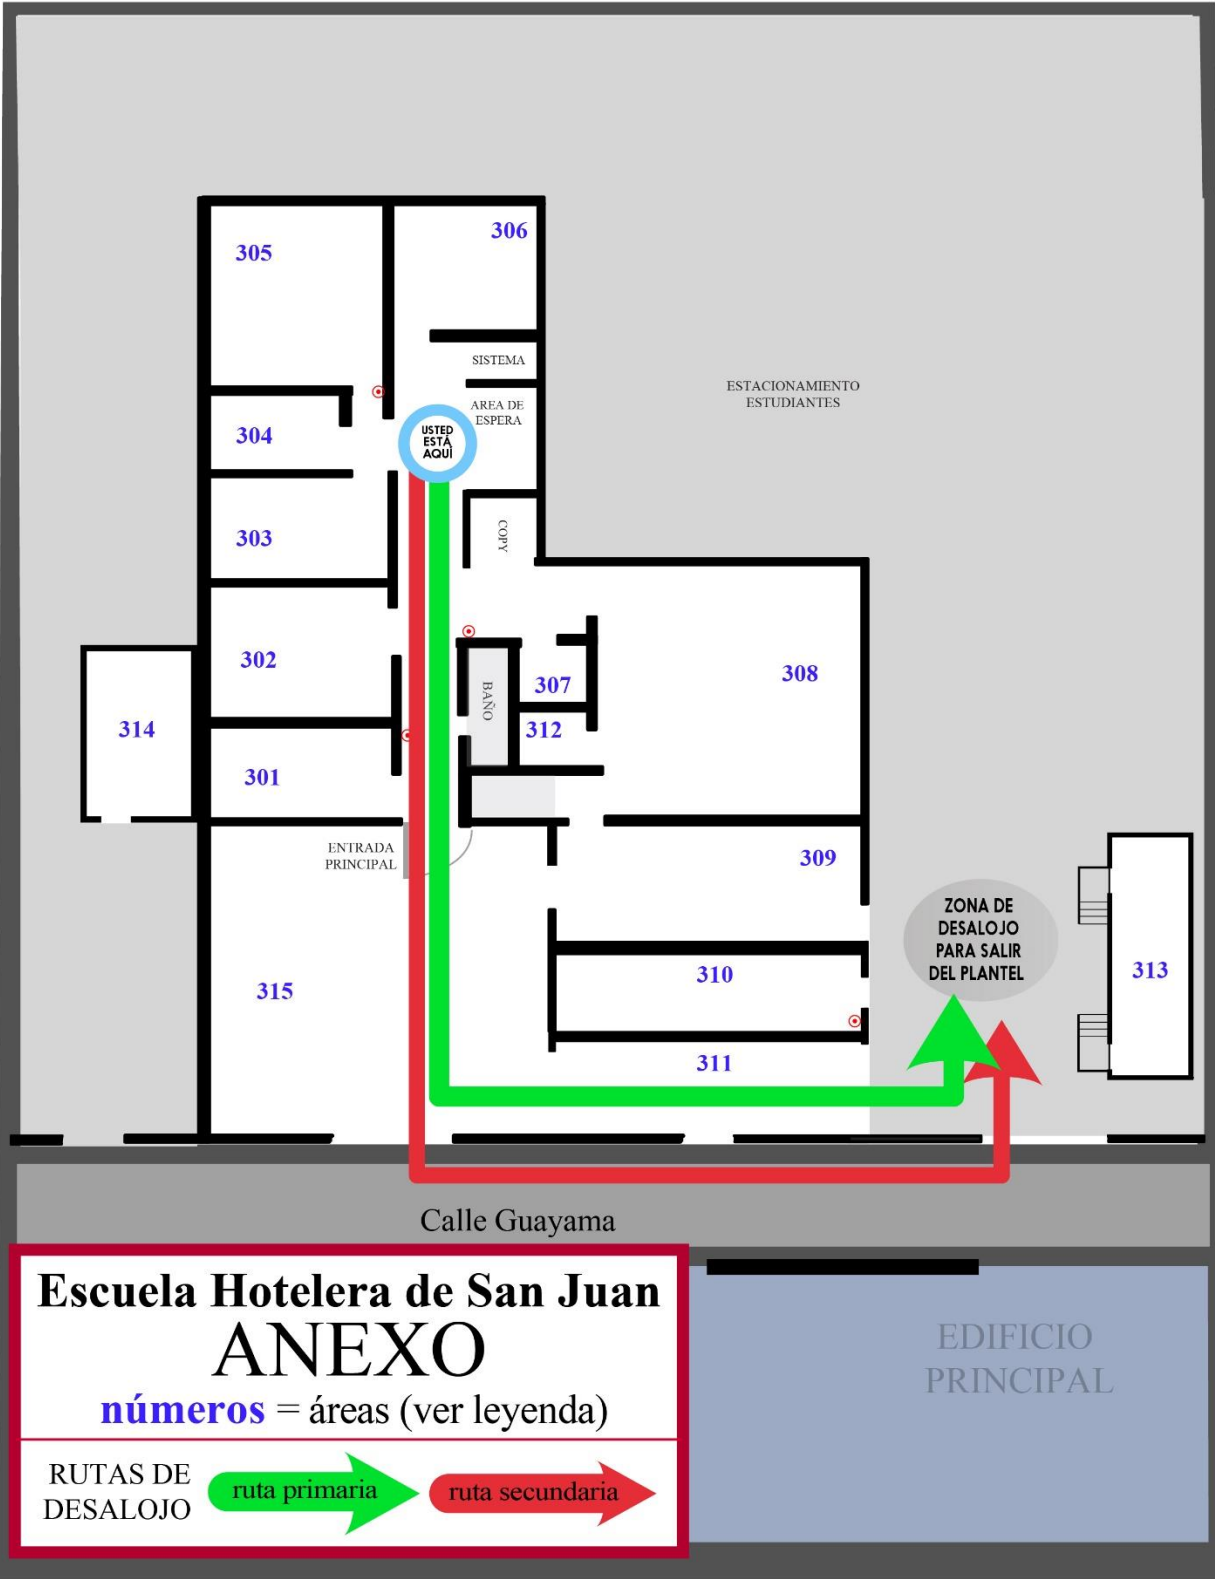 306
305
SISTEMA
ESTACIONAMIENTO
ESTUDIANTES
AREA DE
ESPERA
USTED
ESTÁ
AQUÍ
304
COPY
303
302
308
307
BAÑO
314
312
301
ENTRADA
PRINCIPAL
309
ZONA DE
DESALOJO
PARA SALIR
DEL PLANTEL
310
313
315
311
Calle Guayama
Escuela Hotelera de San Juan
ANEXO
números = áreas (ver leyenda)
RUTAS DE
DESALOJO
ruta primaria
ruta secundaria
EDIFICIO
PRINCIPAL